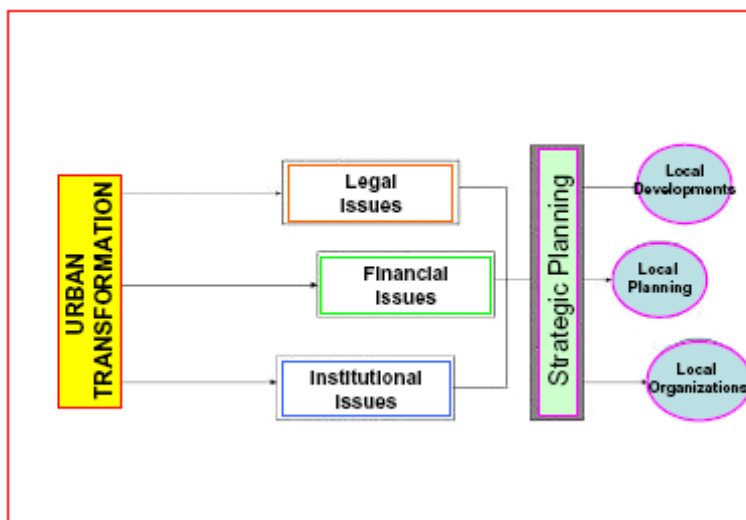 URBAN
TRANSFORMATION
Legal
Issues
Financial
Issues
Institutional
Issues
Strategic Planning
Local
Developments
Local
Planning
Local
Organizations